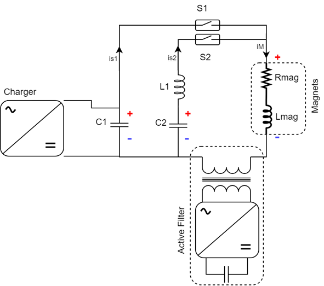 S1
is1
is2
S2
IM
+
Rmag
Lmag
-
Magnets
Charger
L1
C1
+
-
C2
+
-
Active Filter